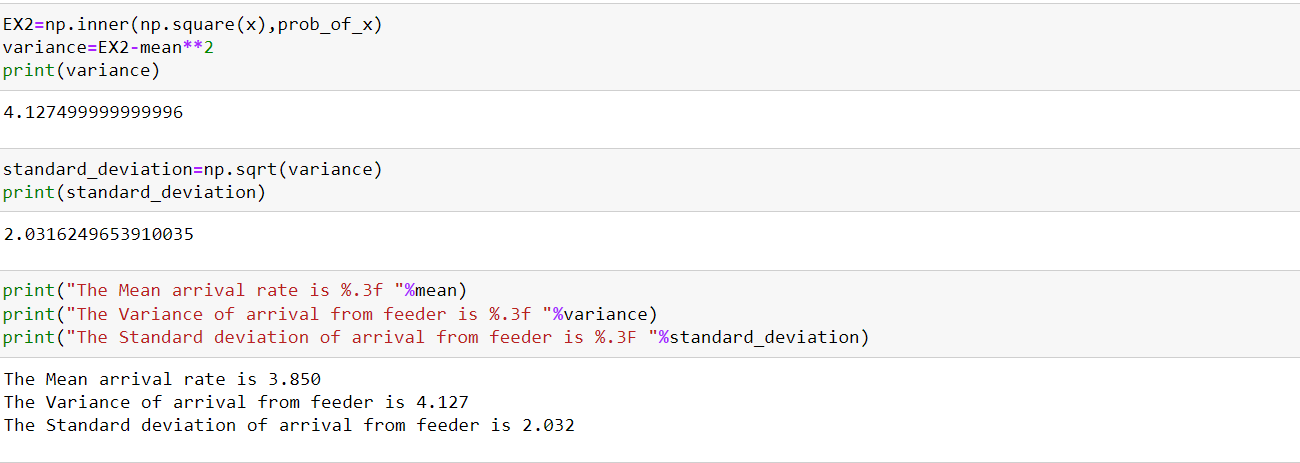 EX2=np.inner(np.square(x),prob_of_x)
variance=EX2-mean**2
print(variance)
4.127499999999996
standard_deviation=np.sqrt(variance)
print(standard_deviation)
2.0316249653910035
print("The Mean arrival rate is %.3f "%mean)
print("The Variance of arrival from feeder is %.3f "%variance)
print("The Standard deviation of arrival from feeder is %.3F "%standard_deviation)
The Mean arrival rate is 3.850
The Variance of arrival from feeder is 4.127
The Standard deviation of arrival from feeder is 2.032